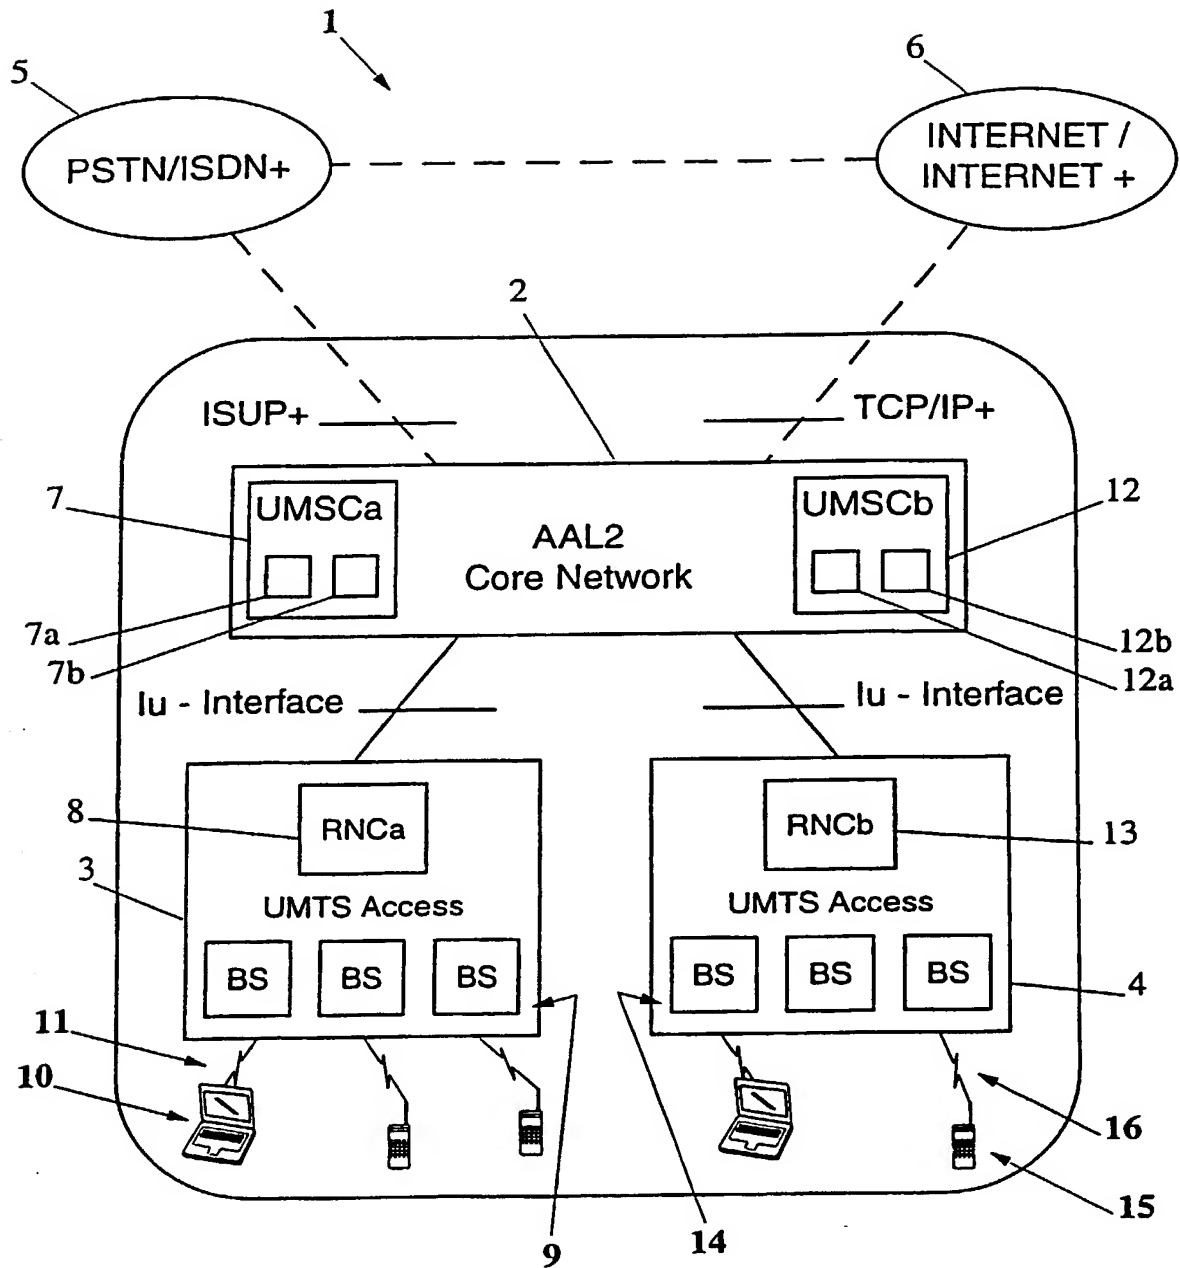 1
5
6
PSTN/ISDN+
INTERNET /
INTERNET +
2
ISUP+
TCP/IP+
7
UMSCa
AAL2
Core Network
UMSCb
12
7a
7b
12b
12a
Iu - Interface
Iu - Interface
8
RNCa
RNCb
13
3
UMTS Access
UMTS Access
BS
BS
BS
BS
BS
BS
4
11
10
16
15
9
14